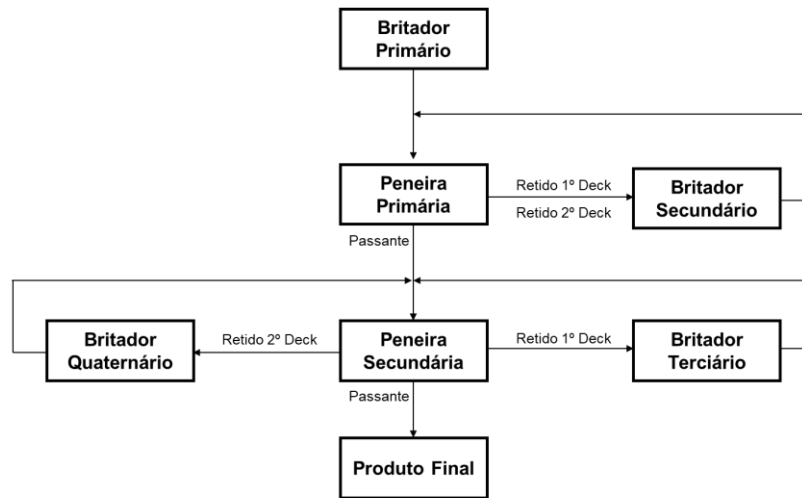 Britador
Primário
Peneira
Primária
Retido 1º Deck
Retido 2º Deck
Britador
Secundário
Passante
Britador
Quaternário
Retido 2º Deck
Peneira
Secundária
Retido 1º Deck
Britador
Terciário
Passante
Produto Final